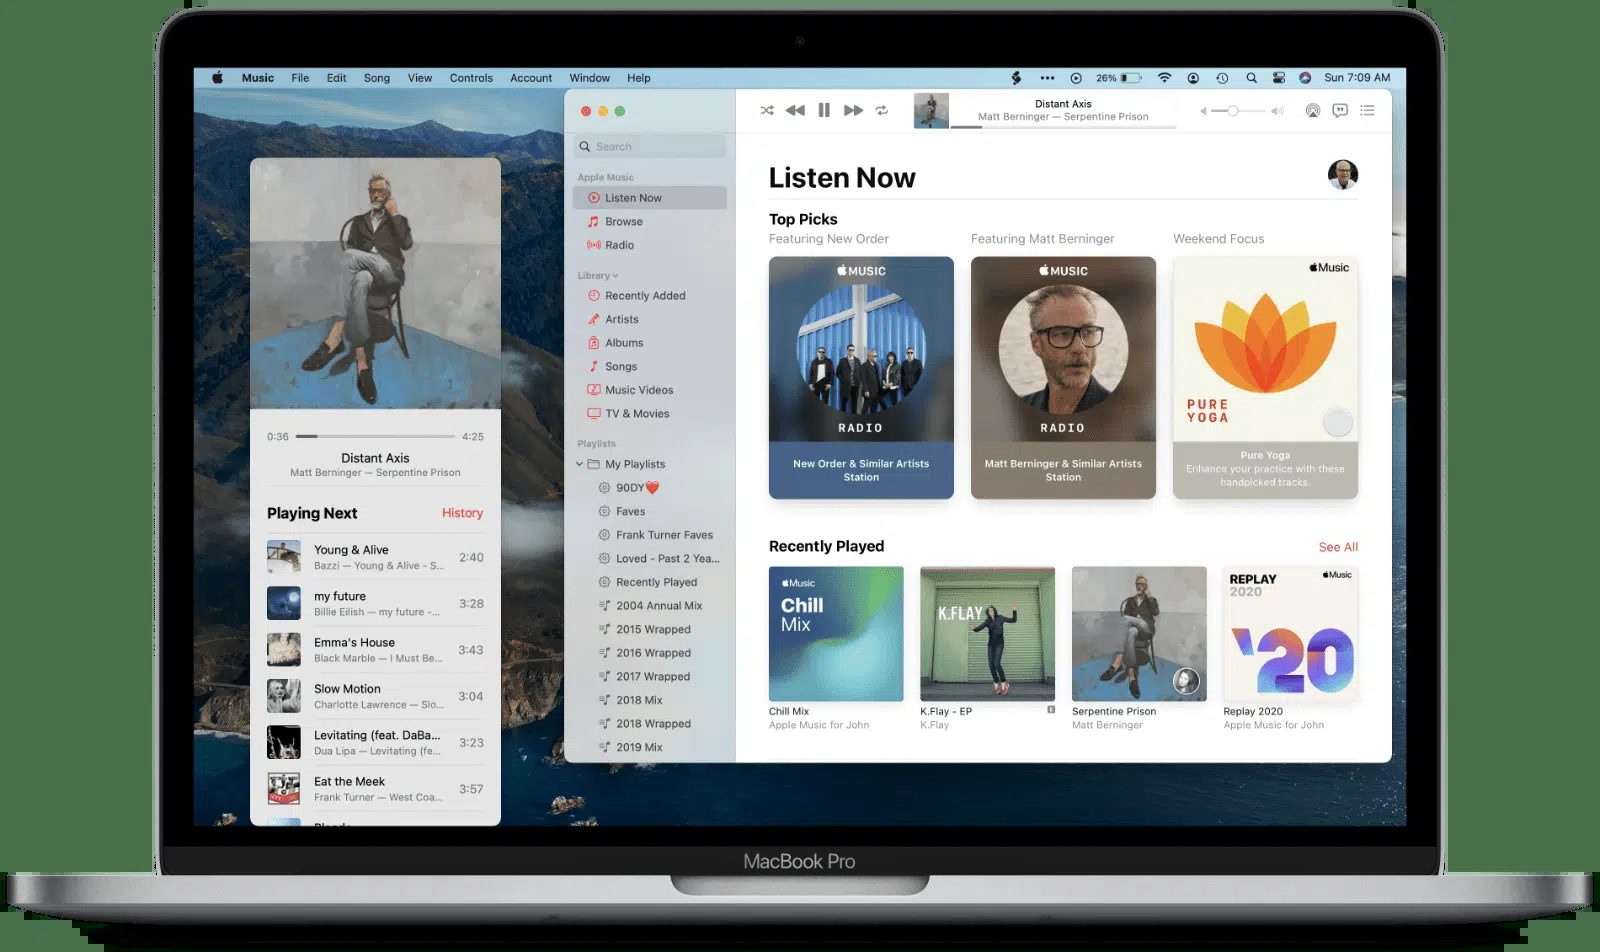 Music File Edit Song View Controls Account Window Help
26% Sun 7:09 AM
0:36 4:25
Distant Axis
Matt Berninger — Serpentine Prison
Playing Next History
Young & Alive
Bazzi — Young & Alive - S...
2:40
my future
Billie Eilish — my future -...
3:28
Emma's House
Black Marble — I Must Be...
3:43
Slow Motion
Charlotte Lawrence — Slo...
3:04
Levitating (feat. DaBa...
Dua Lipa — Levitating (fe...
3:23
Eat the Meek
Frank Turner — West Coa...
3:57
Search
Apple Music
Listen Now
Browse
Radio
Library
Recently Added
Artists
Albums
Songs
Music Videos
TV & Movies
Playlists
My Playlists
90DY❤️
Faves
Frank Turner Faves
Loved - Past 2 Yea...
Recently Played
2004 Annual Mix
2015 Wrapped
2016 Wrapped
2017 Wrapped
2018 Mix
2018 Wrapped
2019 Mix
Distant Axis
Matt Berninger — Serpentine Prison
Listen Now
Top Picks
Featuring New Order
MUSIC
RADIO
New Order & Similar Artists
Station
Featuring Matt Berninger
MUSIC
RADIO
Matt Berninger & Similar Artists
Station
Weekend Focus
Music
PURE
YOGA
Pure Yoga
Enhance your practice with these
handpicked tracks.
Recently Played See All
Music
Chill
Mix
Chill Mix
Apple Music for John
K.FLAY
K.Flay - EP E
K.Flay
Serpentine Prison
Matt Berninger
REPLAY
2020
Music
'20
Replay 2020
Apple Music for John
MacBook Pro